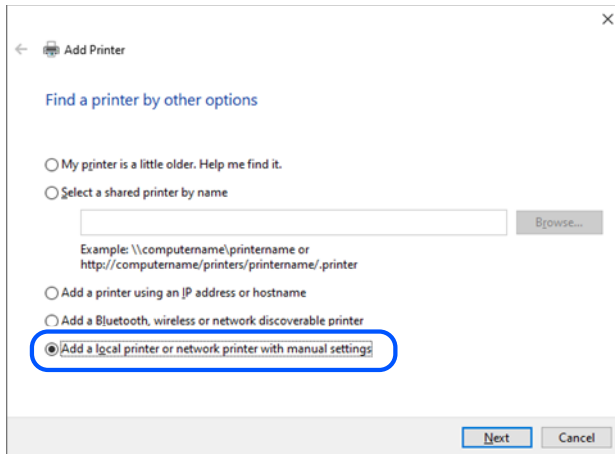 Add Printer
Find a printer by other options
My printer is a little older. Help me find it.
Select a shared printer by name
Browse...
Example: \\computername\printername or
http://computername/printers/printername/.printer
Add a printer using an IP address or hostname
Add a Bluetooth, wireless or network discoverable printer
Add a local printer or network printer with manual settings
Next Cancel